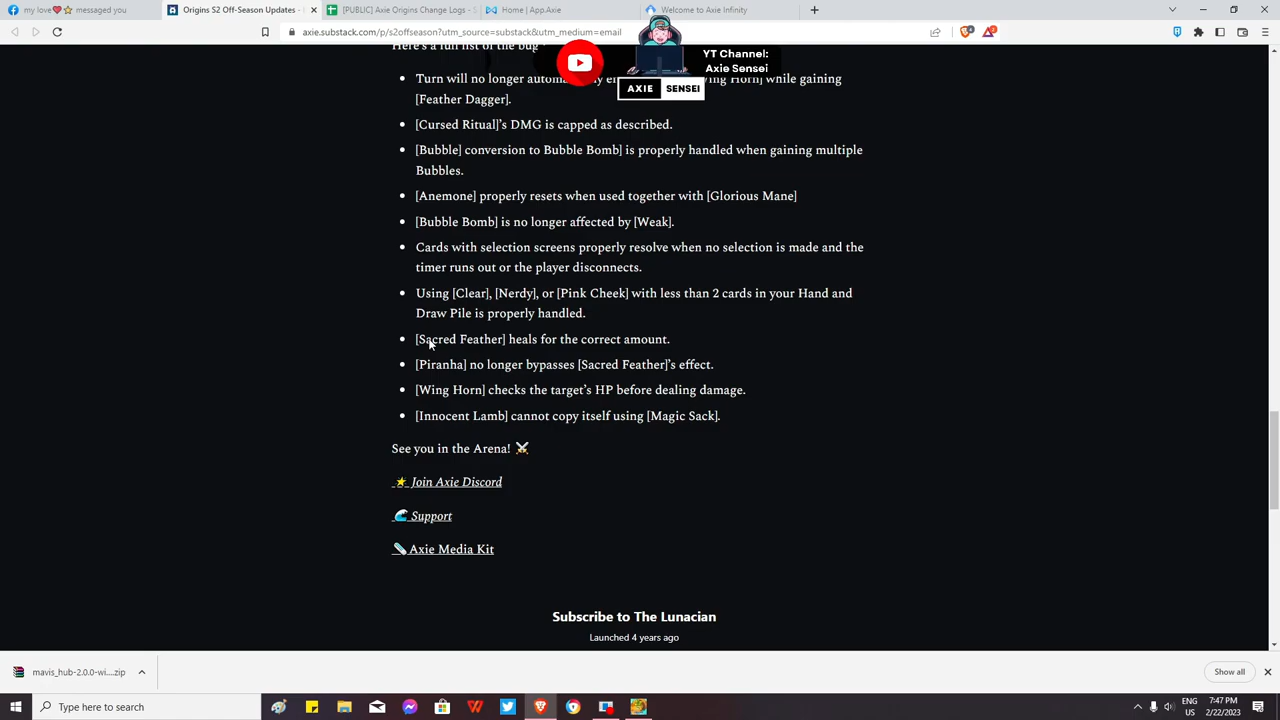 my love❤️⭐ messaged you
Origins S2 Off-Season Updates -
[PUBLIC] Axie Origins Change Logs - S
Home | App.Axie
Welcome to Axie Infinity
axie.substack.com/p/s2offseason?utm_source=substack&utm_medium=email
Here's a full list of the bug
YT Channel:
Axie Sensei
AXIE SENSEI
Turn will no longer
Horn] while gaining
[Feather Dagger].
[Cursed Ritual]'s DMG is capped as described.
[Bubble] conversion to Bubble Bomb] is properly handled when gaining multiple
Bubbles.
[Anemone] properly resets when used together with [Glorious Mane]
[Bubble Bomb] is no longer affected by [Weak].
Cards with selection screens properly resolve when no selection is made and the
timer runs out or the player disconnects.
Using [Clear], [Nerdy], or [Pink Cheek] with less than 2 cards in your Hand and
Draw Pile is properly handled.
[Sacred Feather] heals for the correct amount.
[Piranha] no longer bypasses [Sacred Feather]'s effect.
[Wing Horn] checks the target's HP before dealing damage.
[Innocent Lamb] cannot copy itself using [Magic Sack].
See you in the Arena! ⚔️
Join Axie Discord
Support
Axie Media Kit
Subscribe to The Lunacian
Launched 4 years ago
mavis_hub-2.0.0-wi....zip
Show all
Type here to search
ENG
US
7:47 PM
2/22/2023